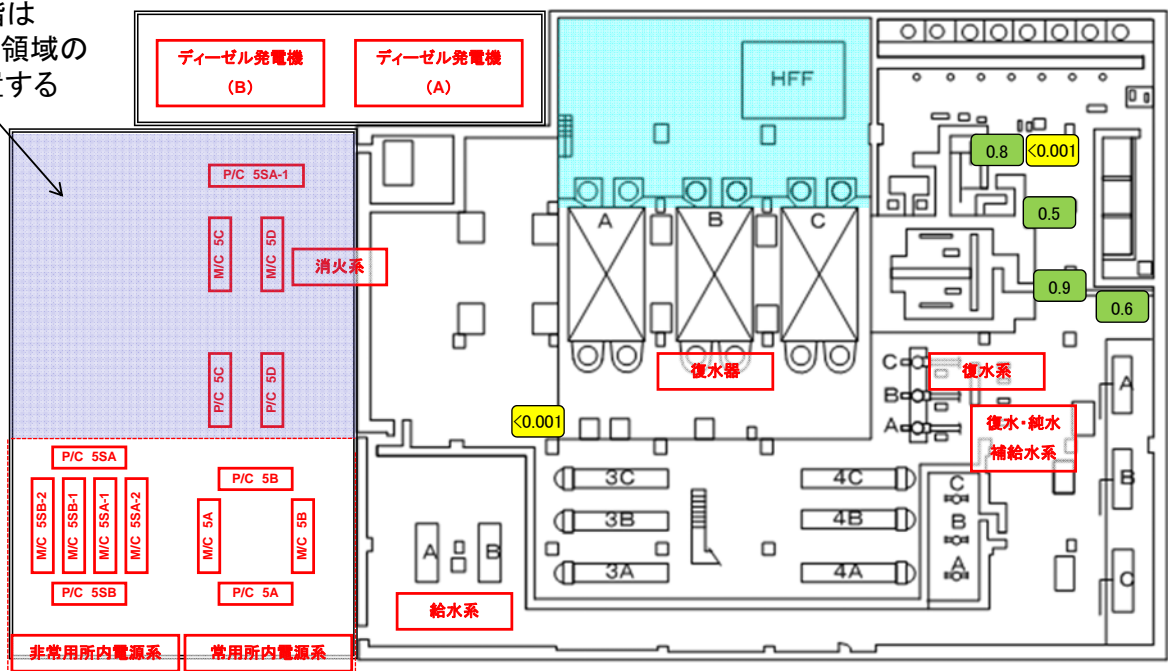 階は
領域の
置する
ディーゼル発電機
(B)
ディーゼル発電機
(A)
HFF
0.8
<0.001
P/C 5SA-1
0.5
M/C 5C
M/C 5D
消火系
A
B
C
0.9
0.6
P/C 5C
P/C 5D
復水器
C
B
A
復水系
A
<0.001
復水・純水
補給水系
P/C 5SA
P/C 5B
3C
4C
B
M/C 5SB-2
M/C 5SB-1
M/C 5SA-1
M/C 5SA-2
M/C 5A
M/C 5B
C
B
A
3B
4B
A
B
3A
4A
C
P/C 5SB
P/C 5A
給水系
非常用所内電源系
常用所内電源系